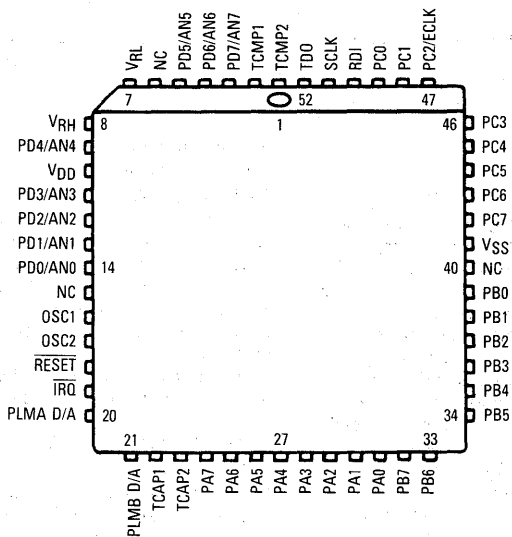 VRL
NC
PD5/AN5
PD6/AN6
PD7/AN7
TCMP1
TCMP2
TDO
SCLK
RDI
PC0
PC1
PC2/ECLK
7
52
47
VRH
8
1
46
PC3
PD4/AN4
PC4
VDD
PC5
PD3/AN3
PC6
PD2/AN2
PC7
PD1/AN1
VSS
PD0/AN0
14
40
NC
NC
PB0
OSC1
PB1
OSC2
PB2
RESET
PB3
IRQ
PB4
PLMA D/A
20
34
PB5
21
27
33
PLMB D/A
TCAP1
TCAP2
PA7
PA6
PA5
PA4
PA3
PA2
PA1
PA0
PB7
PB6